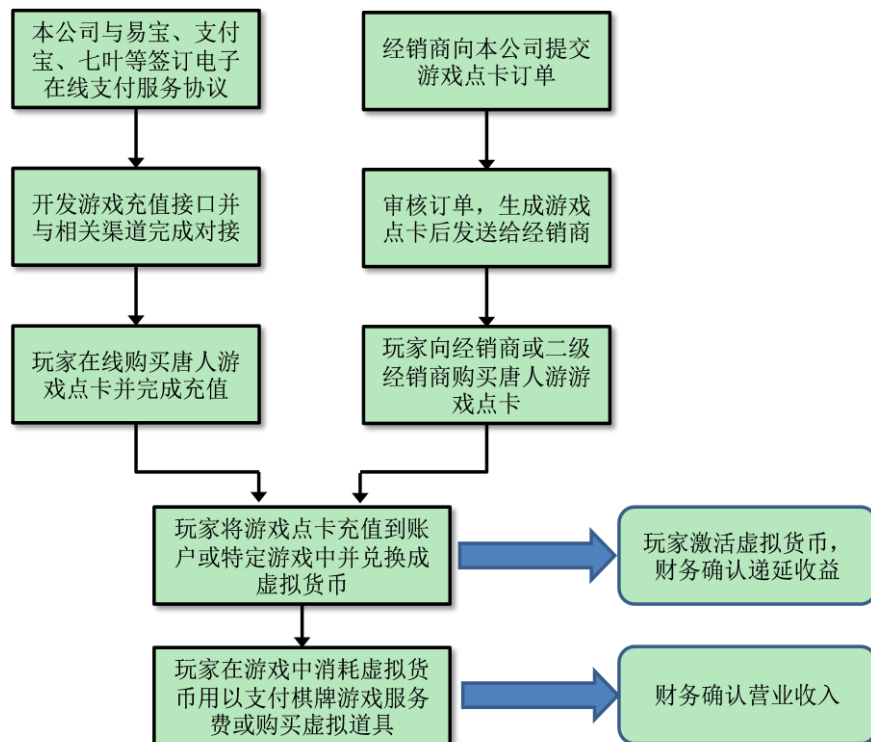 本公司与易宝、支付
宝、七叶等签订电子
在线支付服务协议
经销商向本公司提交
游戏点卡订单
开发游戏充值接口并
与相关渠道完成对接
审核订单，生成游戏
点卡后发送给经销商
玩家在线购买唐人游
戏点卡并完成充值
玩家向经销商或二级
经销商购买唐人游游
戏点卡
玩家将游戏点卡充值到账
户或特定游戏中并兑换成
虚拟货币
玩家激活虚拟货币，
财务确认递延收益
玩家在游戏中消耗虚拟货
币用以支付棋牌游戏服务
费或购买虚拟道具
财务确认营业收入